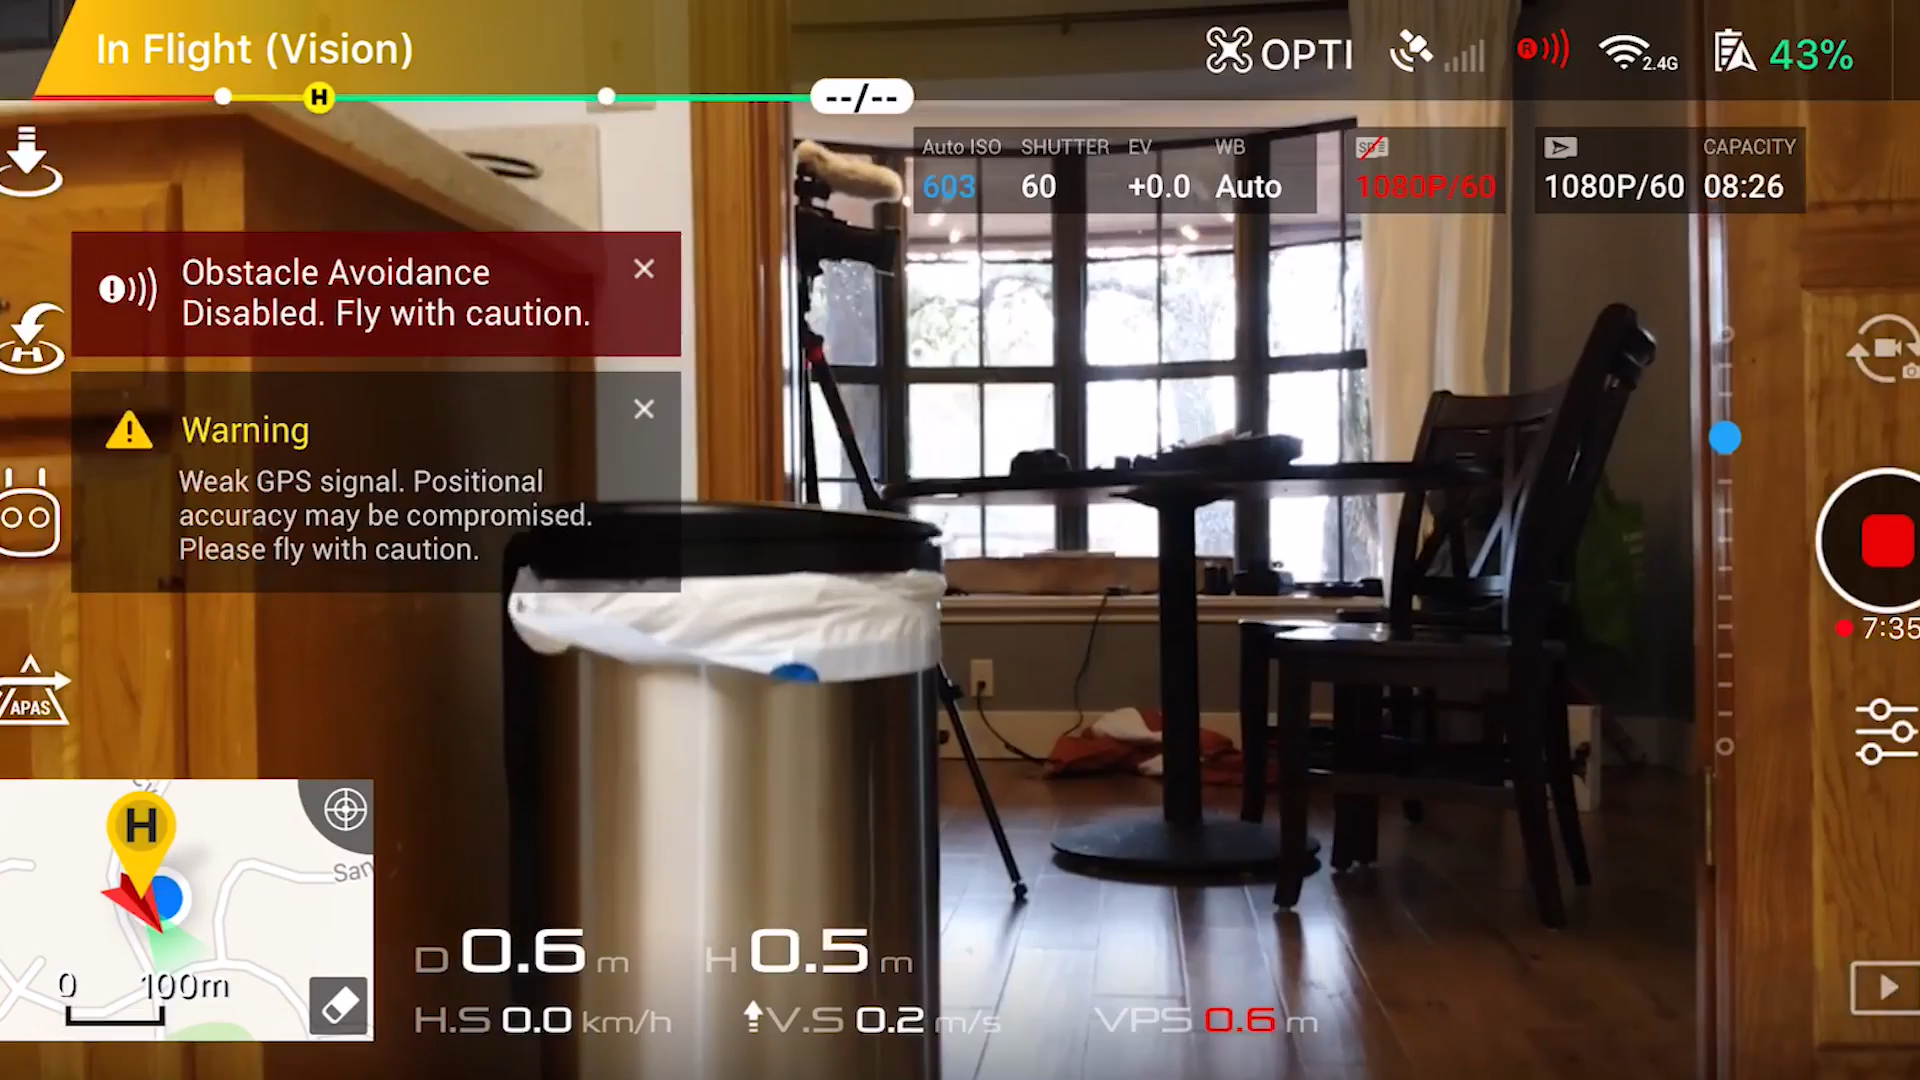 In Flight (Vision)
OPTI
R
2.4G
43%
H
--/--
Auto ISO SHUTTER EV WB
603 60 +0.0 Auto
SD
1080P/60
CAPACITY
1080P/60 08:26
Obstacle Avoidance
Disabled. Fly with caution.
Warning
Weak GPS signal. Positional
accuracy may be compromised.
Please fly with caution.
H
APAS
7:35
H
San
0 100m
D 0.6 m H 0.5 m
H.S 0.0 km/h V.S 0.2 m/s VPS 0.6 m